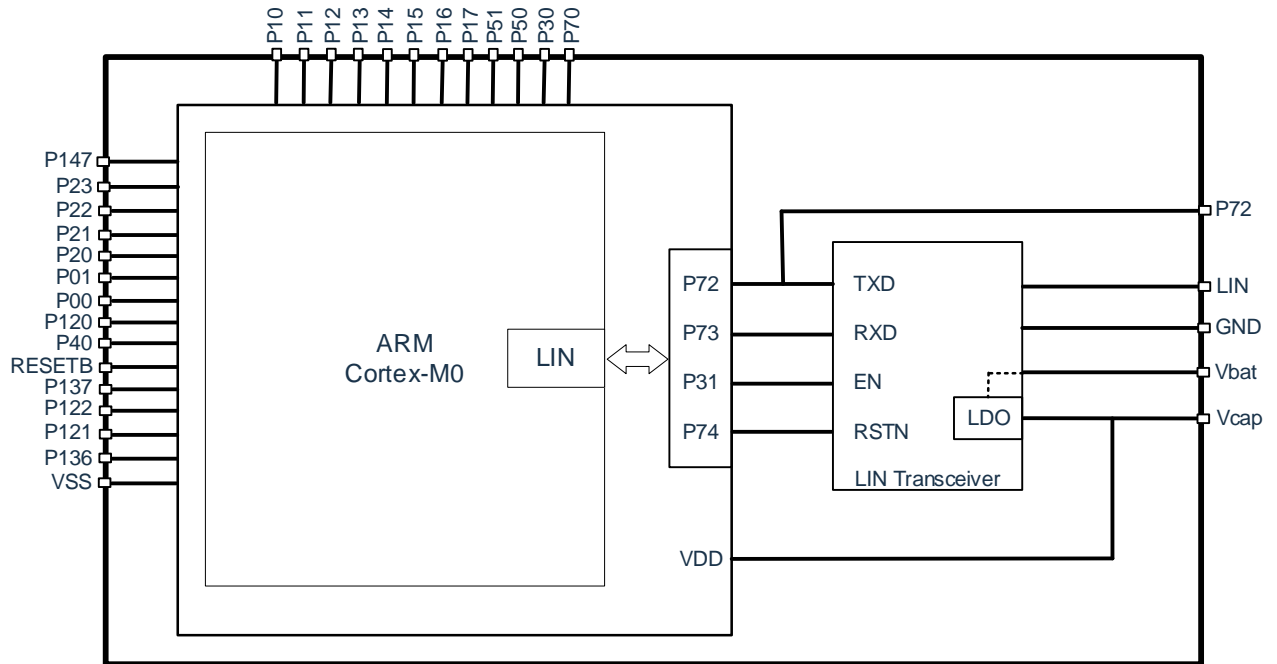 P10
P11
P12
P13
P14
P15
P16
P17
P51
P50
P30
P70
P147
P23
P22
P21
P20
P01
P00
P120
P40
RESETB
P137
P122
P121
P136
VSS
ARM
Cortex-M0
LIN
P72
P73
P31
P74
VDD
TXD
RXD
EN
RSTN
LDO
LIN Transceiver
P72
LIN
GND
Vbat
Vcap